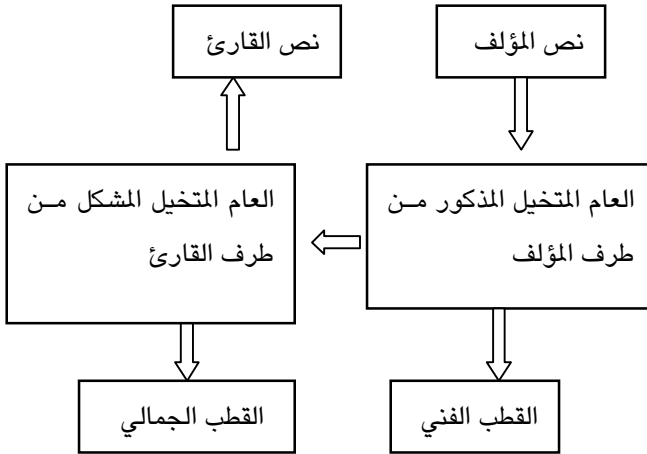 نص المؤلف
نص القارئ
العام المتخيل المذكور من
طرف المؤلف
العام المتخيل المشكل من
طرف القارئ
القطب الفني
القطب الجمالي